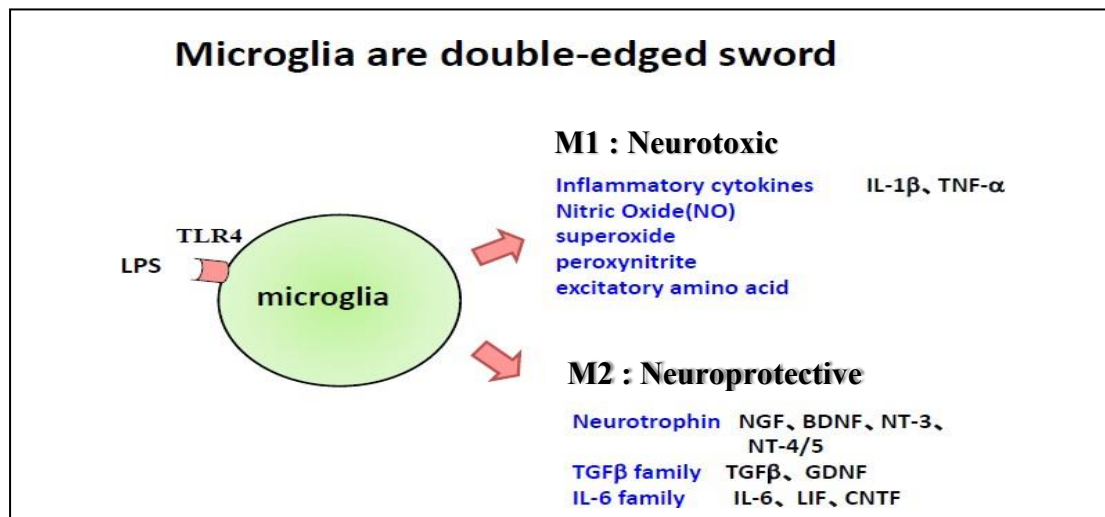 Microglia are double-edged sword
M1 : Neurotoxic
Inflammatory cytokines IL-1β、TNF-α
Nitric Oxide(NO)
superoxide
peroxynitrite
excitatory amino acid
TLR4
LPS
microglia
M2 : Neuroprotective
Neurotrophin NGF、BDNF、NT-3、
NT-4/5
TGFβ family TGFβ、GDNF
IL-6 family IL-6、LIF、CNTF